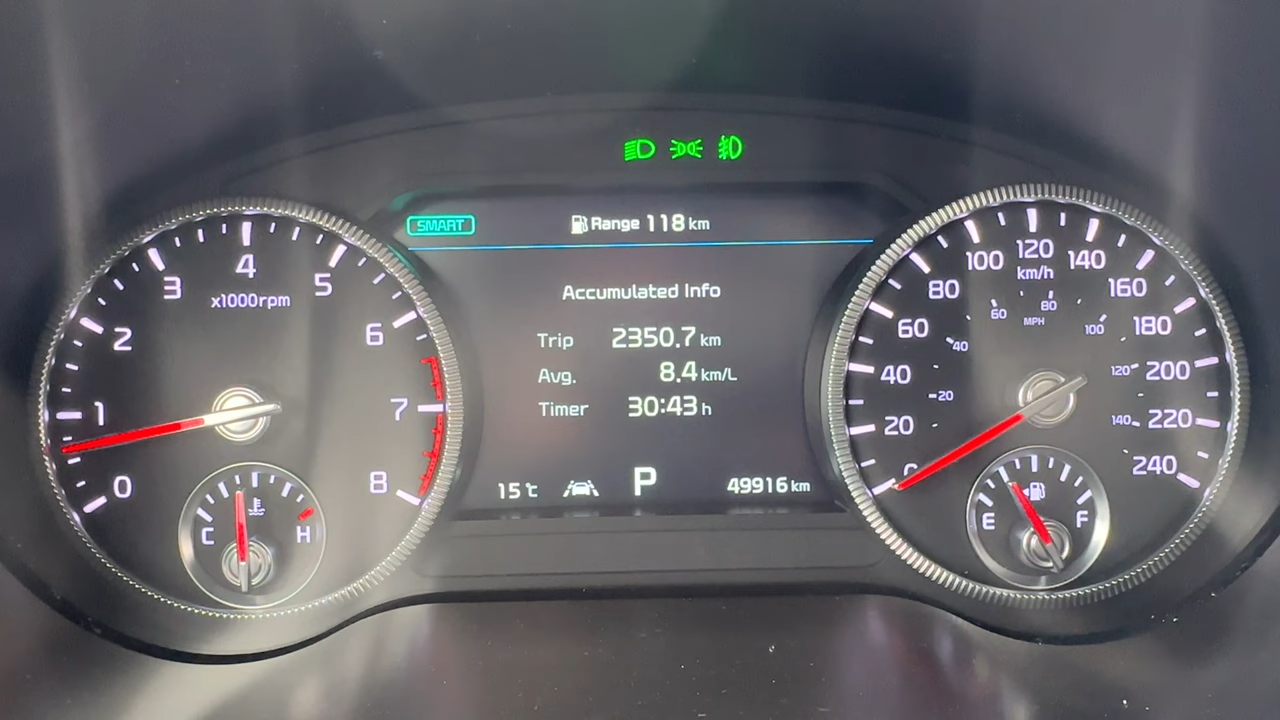 SMART
Range 118 km
Accumulated Info
Trip 2350.7 km
Avg. 8.4 km/L
Timer 30:43 h
15℃ P 49916 km
0 1 2 3 4 5 6 7 8
x1000rpm
C H
0 20 40 60 80 100 120 140 160 180 200 220 240
km/h
20 40 60 80 100 120 140
MPH
E F